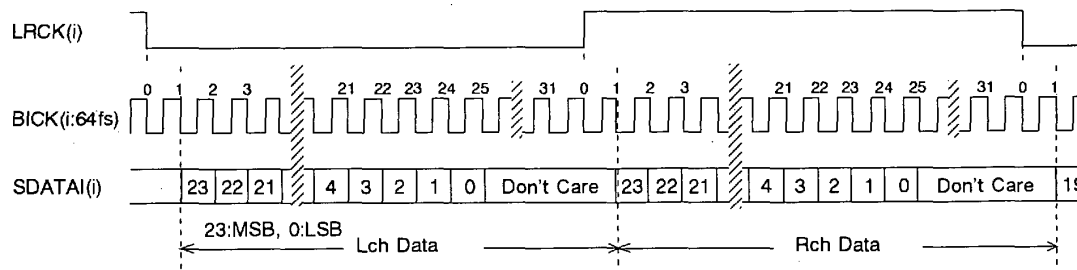 LRCK(i)
0 1 2 3 21 22 23 24 25 31 0 1 2 3 21 22 23 24 25 31 0 1
BICK(i:64fs)
SDATAI(i) 23 22 21 4 3 2 1 0 Don't Care 23 22 21 4 3 2 1 0 Don't Care 19
23:MSB, 0:LSB
Lch Data Rch Data